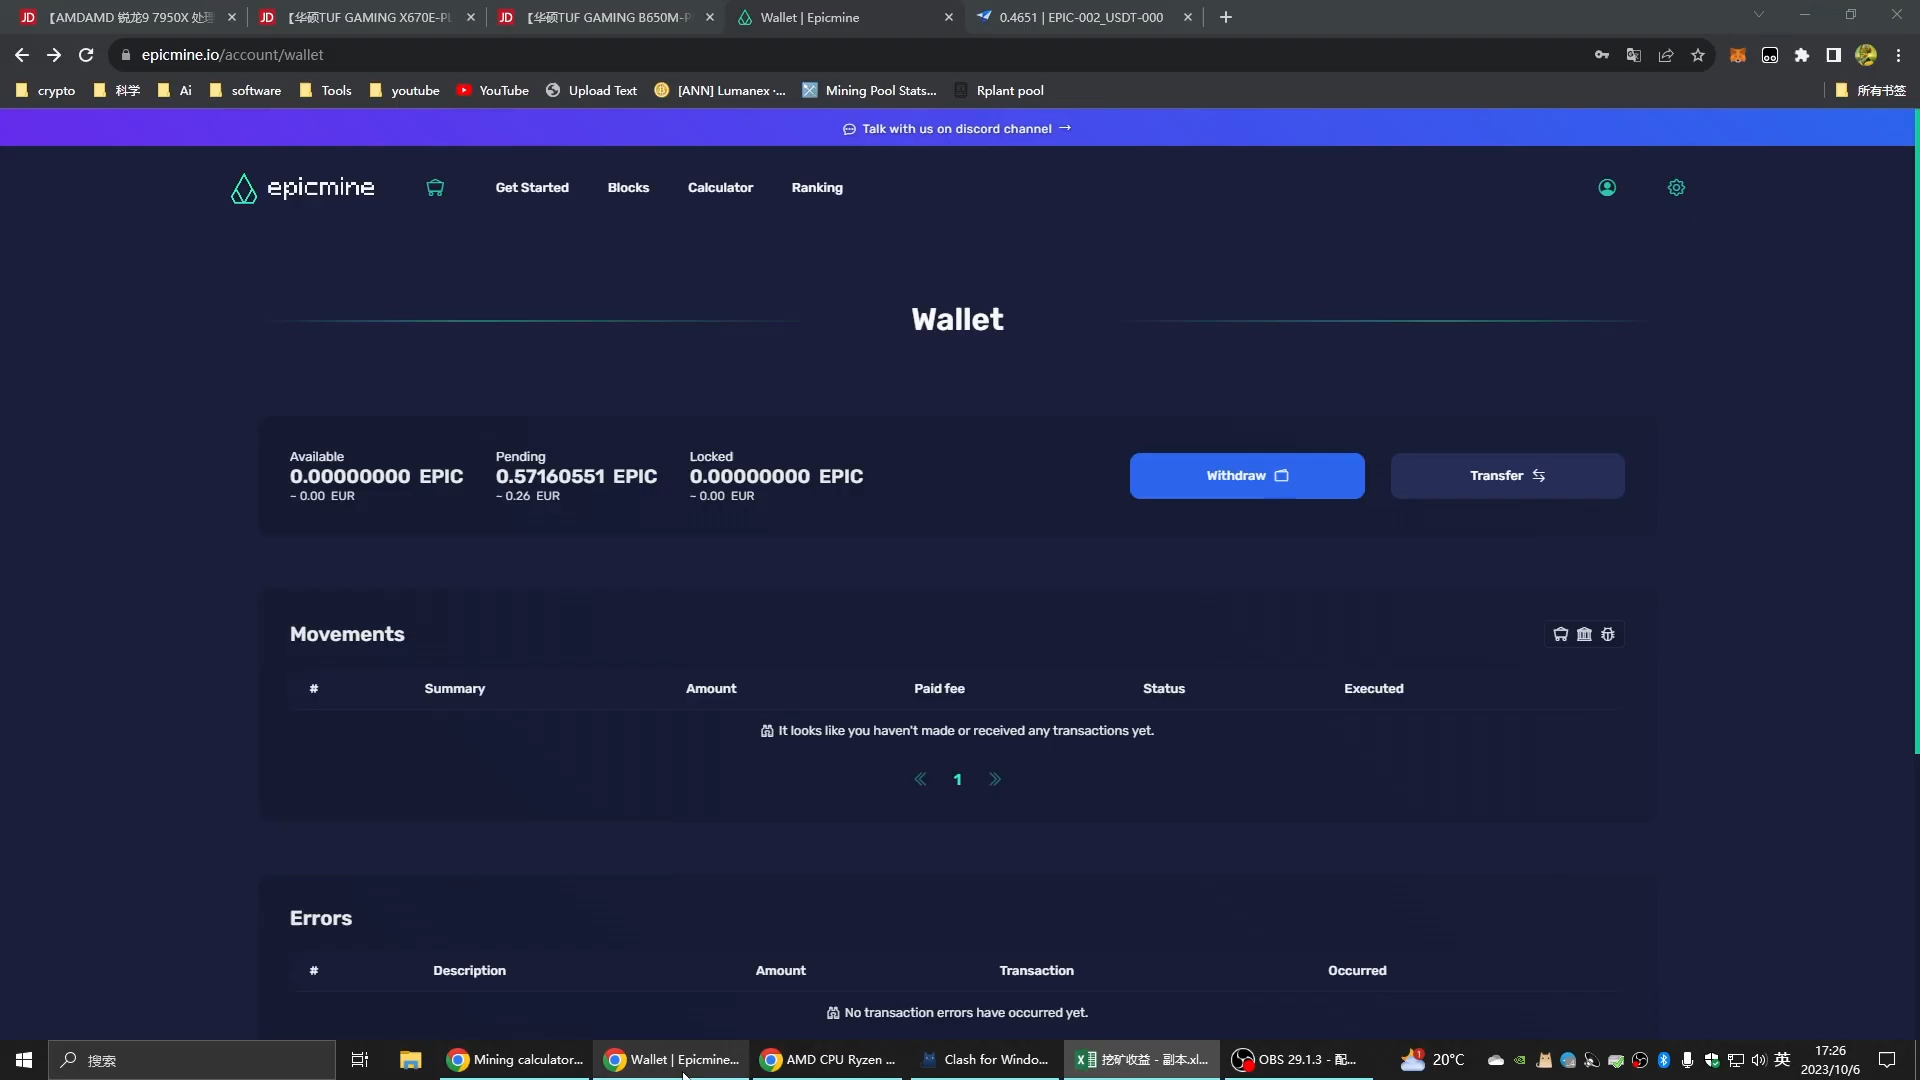 【AMDAMD 锐龙9 7950X 处理
【华硕TUF GAMING X670E-PL
【华硕TUF GAMING B650M-P
Wallet | Epicmine
0.4651 | EPIC-002_USDT-000
epicmine.io/account/wallet
crypto
科学
Ai
software
Tools
youtube
YouTube
Upload Text
[ANN] Lumanex ·...
Mining Pool Stats...
Rplant pool
所有书签
Talk with us on discord channel →
epicmine
Get Started
Blocks
Calculator
Ranking
Wallet
Available
Pending
Locked
0.00000000 EPIC
0.57160551 EPIC
0.00000000 EPIC
~ 0.00 EUR
~ 0.26 EUR
~ 0.00 EUR
Withdraw
Transfer
Movements
# Summary Amount Paid fee Status Executed
It looks like you haven't made or received any transactions yet.
« 1 »
Errors
# Description Amount Transaction Occurred
No transaction errors have occurred yet.
搜索
Mining calculator...
Wallet | Epicmine...
AMD CPU Ryzen ...
Clash for Windo...
挖矿收益 - 副本.xl...
OBS 29.1.3 - 配...
20°C
英
17:26
2023/10/6